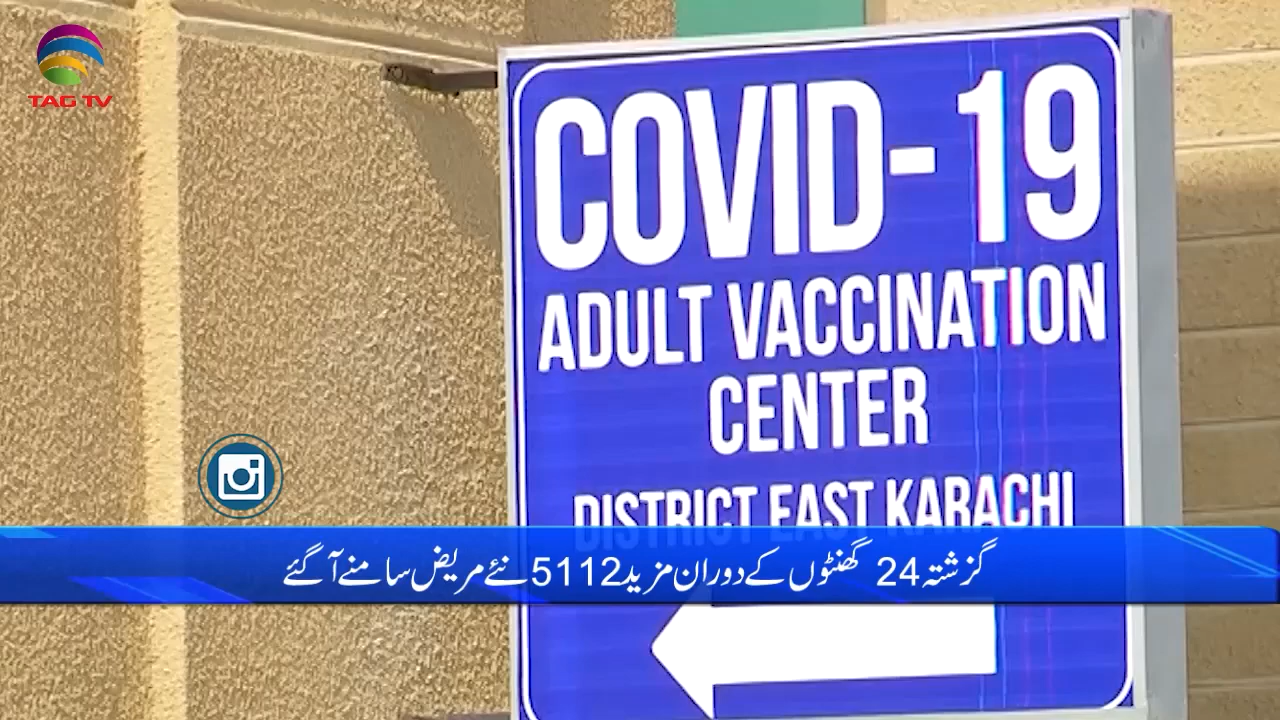 TAG TV
COVID-19
ADULT VACCINATION
CENTER
DISTRICT EAST KARACHI
گزشتہ 24 گھنٹوں کے دوران مزید 5112 نئے مریض سامنے آ گئے